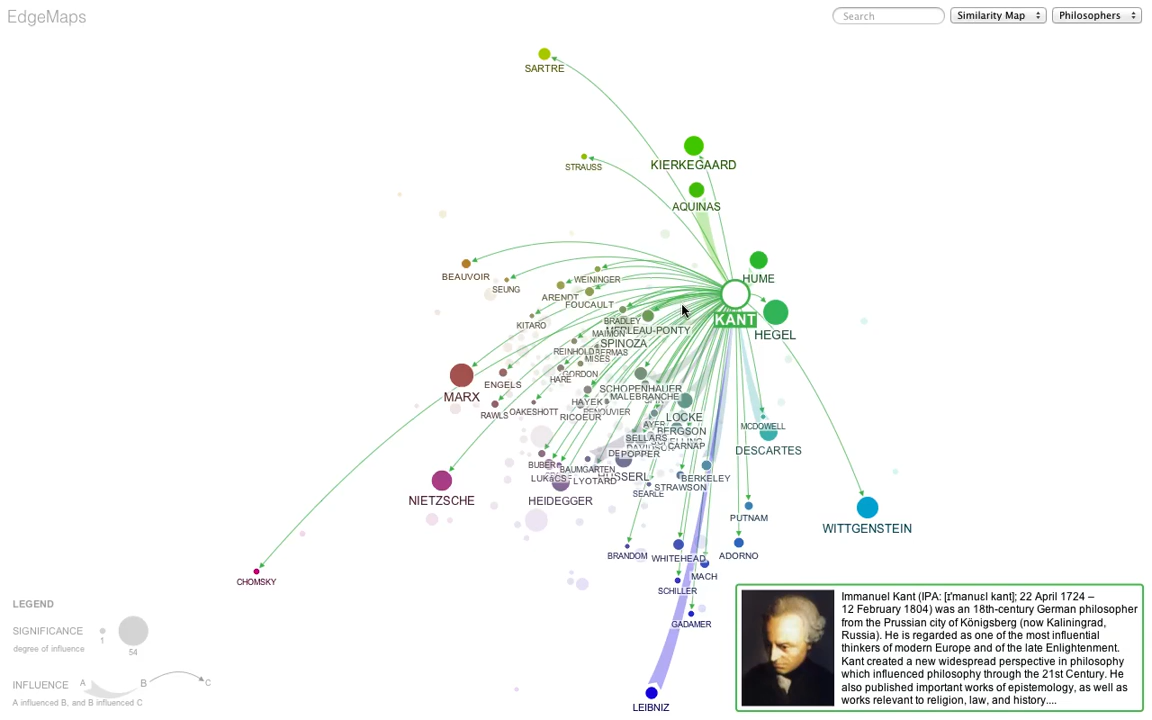 EdgeMaps
Search
Similarity Map
Philosophers
SARTRE
STRAUSS
KIERKEGAARD
AQUINAS
BEAUVOIR
SEUNG
WEININGER
HUME
ARENDT
FOUCAULT
KANT
KITARO
BRADLEY
MERLEAU-PONTY
HEGEL
MAIMON
SPINOZA
REINHOLD
MISES
GORDON
HARE
ENGELS
SCHOPENHAUER
MARX
MALEBRANCHE
HAYEK
RAWLS
OAKESHOTT
RENOUVIER
RICOEUR
LOCKE
AYER
BERGSON
MCDOWELL
SELLARS
CARNAP
DESCARTES
POPPER
BUBER
BAUMGARTEN
LUKACS
LYOTARD
HUSSERL
BERKELEY
STRAWSON
SEARLE
NIETZSCHE
HEIDEGGER
PUTNAM
WITTGENSTEIN
BRANDOM
WHITEHEAD
ADORNO
MACH
CHOMSKY
SCHILLER
GADAMER
LEIBNIZ
LEGEND
SIGNIFICANCE
degree of influence
1
54
INFLUENCE
A
B
C
A influenced B, and B influenced C
Immanuel Kant (IPA: [ɪmanuɛl kant]; 22 April 1724 –
12 February 1804) was an 18th-century German philosopher
from the Prussian city of Königsberg (now Kaliningrad,
Russia). He is regarded as one of the most influential
thinkers of modern Europe and of the late Enlightenment.
Kant created a new widespread perspective in philosophy
which influenced philosophy through the 21st Century. He
also published important works of epistemology, as well as
works relevant to religion, law, and history....